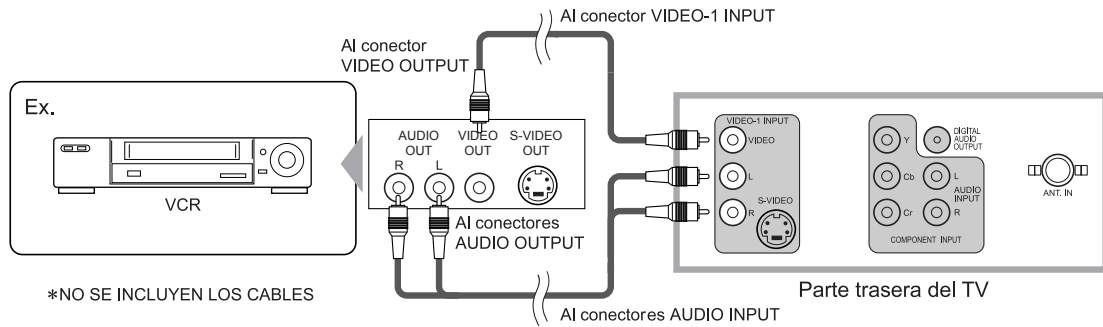 Al conector VIDEO-1 INPUT
Al conector
VIDEO OUTPUT
Ex.
VCR
*NO SE INCLUYEN LOS CABLES
AUDIO
OUT
VIDEO
OUT
S-VIDEO
OUT
R
L
Al conectores
AUDIO OUTPUT
Al conectores AUDIO INPUT
VIDEO-1 INPUT
VIDEO
L
R
S-VIDEO
Y
Cb
Cr
DIGITAL
AUDIO
OUTPUT
L
AUDIO
INPUT
R
COMPONENT INPUT
ANT. IN
Parte trasera del TV